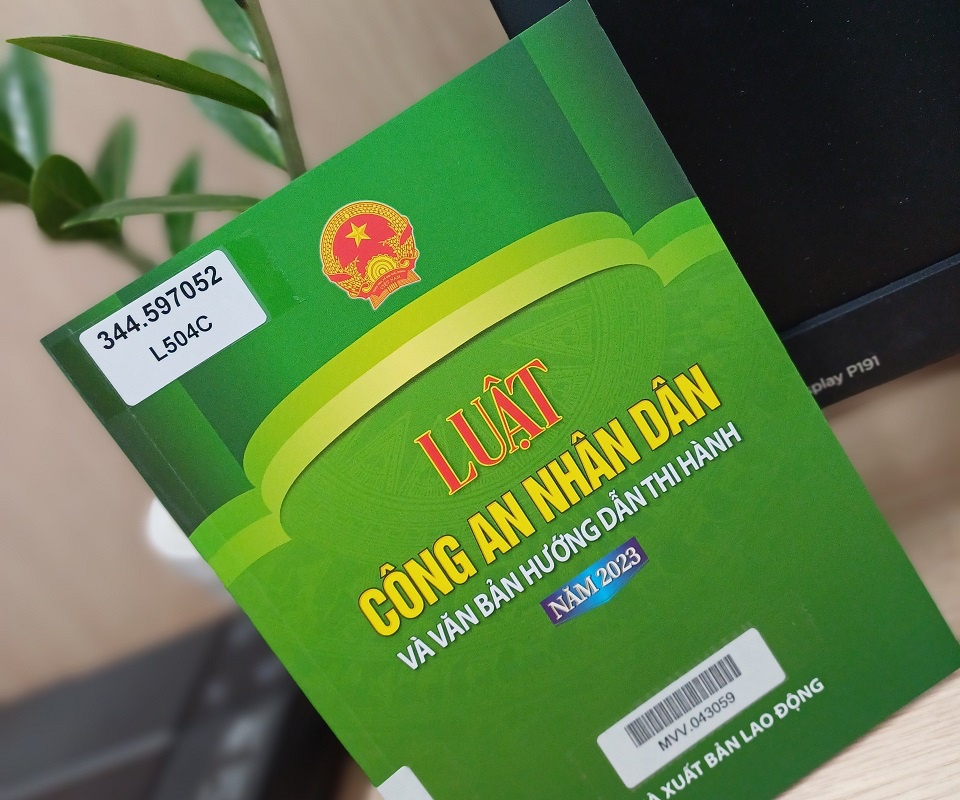 344.597052
L504C
LUẬT
CÔNG AN NHÂN DÂN
VÀ VĂN BẢN HƯỚNG DẪN THI HÀNH
NĂM 2023
MVV.043059
XUẤT BẢN LAO ĐỘNG
P191